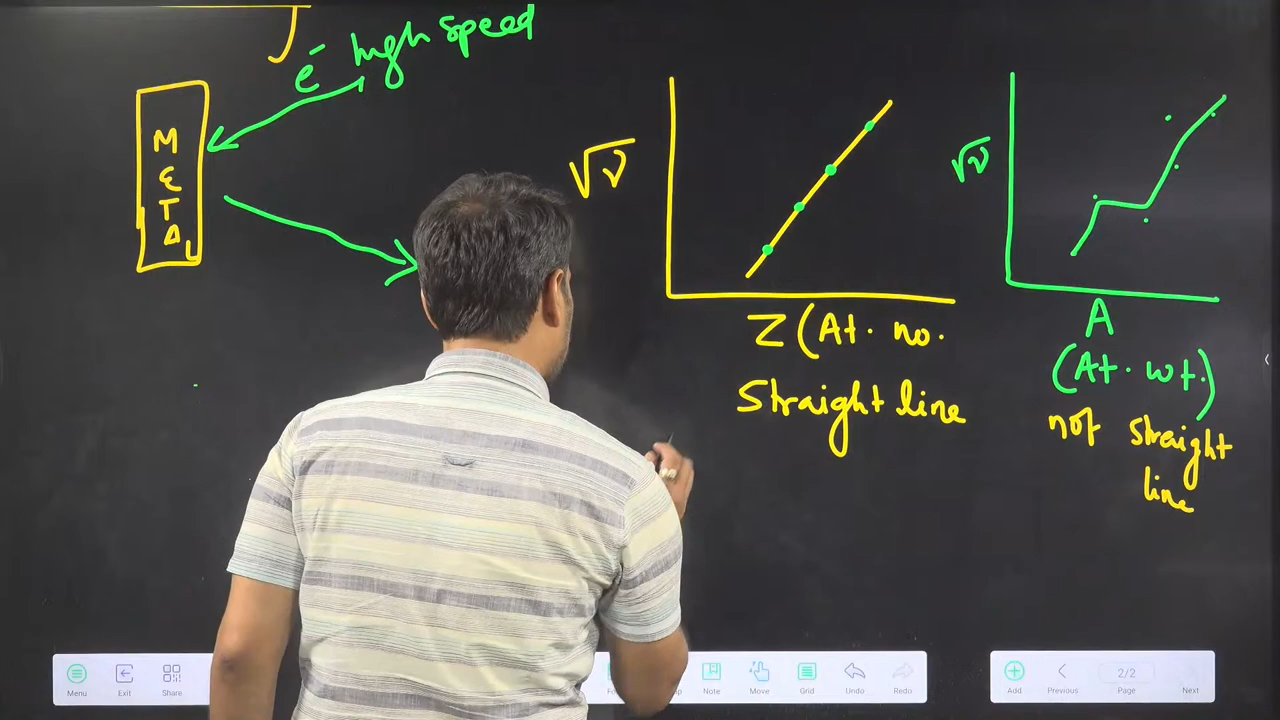 e⁻ high speed
METAL
√ν
Z (At. no.
Straight line
√ν
A
(At. wt.)
not straight
line
Menu
Exit
Share
Note
Move
Grid
Undo
Redo
Add
Previous
2/2
Page
Next